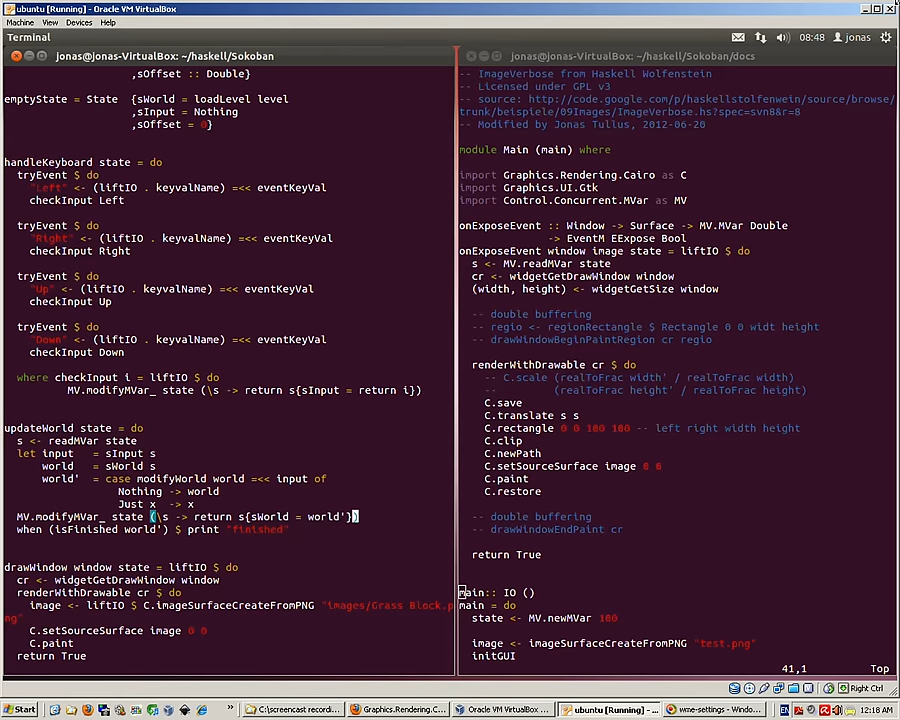 ubuntu [Running] - Oracle VM VirtualBox
Machine View Devices Help
Terminal
08:48 jonas
jonas@jonas-VirtualBox: ~/haskell/Sokoban
,sOffset :: Double}
emptyState = State {sWorld = loadLevel level
,sInput = Nothing
,sOffset = 0}
handleKeyboard state = do
tryEvent $ do
"Left" <- (liftIO . keyvalName) =<< eventKeyVal
checkInput Left
tryEvent $ do
"Right" <- (liftIO . keyvalName) =<< eventKeyVal
checkInput Right
tryEvent $ do
"Up" <- (liftIO . keyvalName) =<< eventKeyVal
checkInput Up
tryEvent $ do
"Down" <- (liftIO . keyvalName) =<< eventKeyVal
checkInput Down
where checkInput i = liftIO $ do
MV.modifyMVar_ state (\s -> return s{sInput = return i})
updateWorld state = do
s <- readMVar state
let input = sInput s
world = sWorld s
world' = case modifyWorld world =<< input of
Nothing -> world
Just x -> x
MV.modifyMVar_ state (\s -> return s{sWorld = world'})
when (isFinished world') $ print "finished"
drawWindow window state = liftIO $ do
cr <- widgetGetDrawWindow window
renderWithDrawable cr $ do
image <- liftIO $ C.imageSurfaceCreateFromPNG "images/Grass Block.p
ng"
C.setSourceSurface image 0 0
C.paint
return True
jonas@jonas-VirtualBox: ~/haskell/Sokoban/docs
-- ImageVerbose from Haskell Wolfenstein
-- Licensed under GPL v3
-- source: http://code.google.com/p/haskellstolfenwein/source/browse/
trunk/beispiele/09Images/ImageVerbose.hs?spec=svn8&r=8
-- Modified by Jonas Tullus, 2012-06-20
module Main (main) where
import Graphics.Rendering.Cairo as C
import Graphics.UI.Gtk
import Control.Concurrent.MVar as MV
onExposeEvent :: Window -> Surface -> MV.MVar Double
-> EventM EExpose Bool
onExposeEvent window image state = liftIO $ do
s <- MV.readMVar state
cr <- widgetGetDrawWindow window
(width, height) <- widgetGetSize window
-- double buffering
-- regio <- regionRectangle $ Rectangle 0 0 widt height
-- drawWindowBeginPaintRegion cr regio
renderWithDrawable cr $ do
-- C.scale (realToFrac width' / realToFrac width)
-- (realToFrac height' / realToFrac height)
C.save
C.translate s s
C.rectangle 0 0 100 100 -- left right width height
C.clip
C.newPath
C.setSourceSurface image 0 0
C.paint
C.restore
-- double buffering
-- drawWindowEndPaint cr
return True
main:: IO ()
main = do
state <- MV.newMVar 100
image <- imageSurfaceCreateFromPNG "test.png"
initGUI
41,1 Top
Right Ctrl
Start
C:\screencast recordi...
Graphics.Rendering.C...
Oracle VM VirtualBox ...
ubuntu [Running] - ...
wme-settings - Windo...
EN
12:18 AM